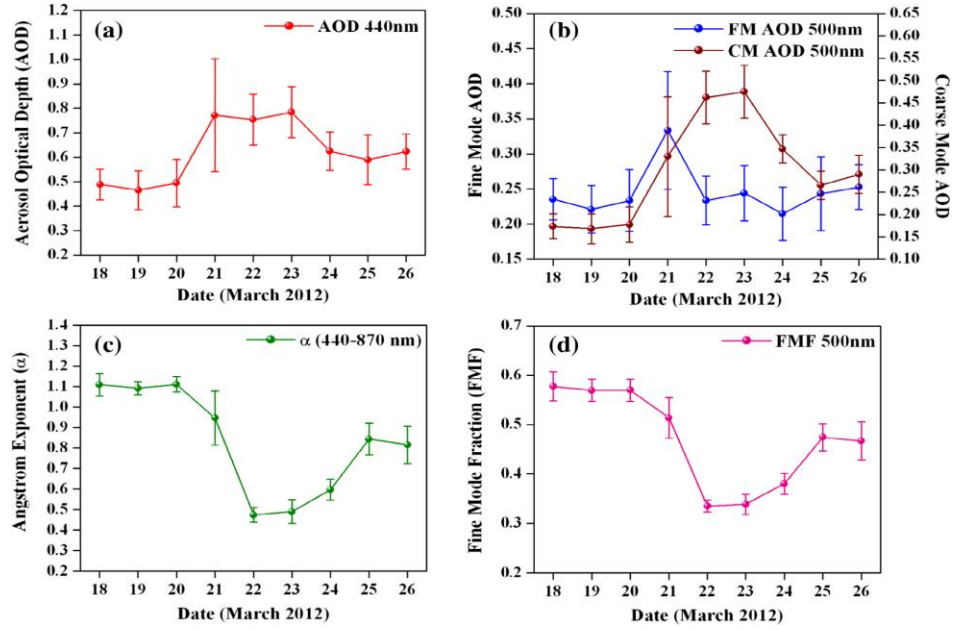 (a)
AOD 440nm
Aerosol Optical Depth (AOD)
1.2
1.1
1.0
0.9
0.8
0.7
0.6
0.5
0.4
0.3
0.2
18 19 20 21 22 23 24 25 26
Date (March 2012)
(b)
FM AOD 500nm
CM AOD 500nm
Fine Mode AOD
0.50
0.45
0.40
0.35
0.30
0.25
0.20
0.15
Coarse Mode AOD
0.65
0.60
0.55
0.50
0.45
0.40
0.35
0.30
0.25
0.20
0.15
0.10
18 19 20 21 22 23 24 25 26
Date (March 2012)
(c)
α (440-870 nm)
Angstrom Exponent (α)
1.4
1.3
1.2
1.1
1.0
0.9
0.8
0.7
0.6
0.5
0.4
0.3
0.2
18 19 20 21 22 23 24 25 26
Date (March 2012)
(d)
FMF 500nm
Fine Mode Fraction (FMF)
0.7
0.6
0.5
0.4
0.3
0.2
18 19 20 21 22 23 24 25 26
Date (March 2012)